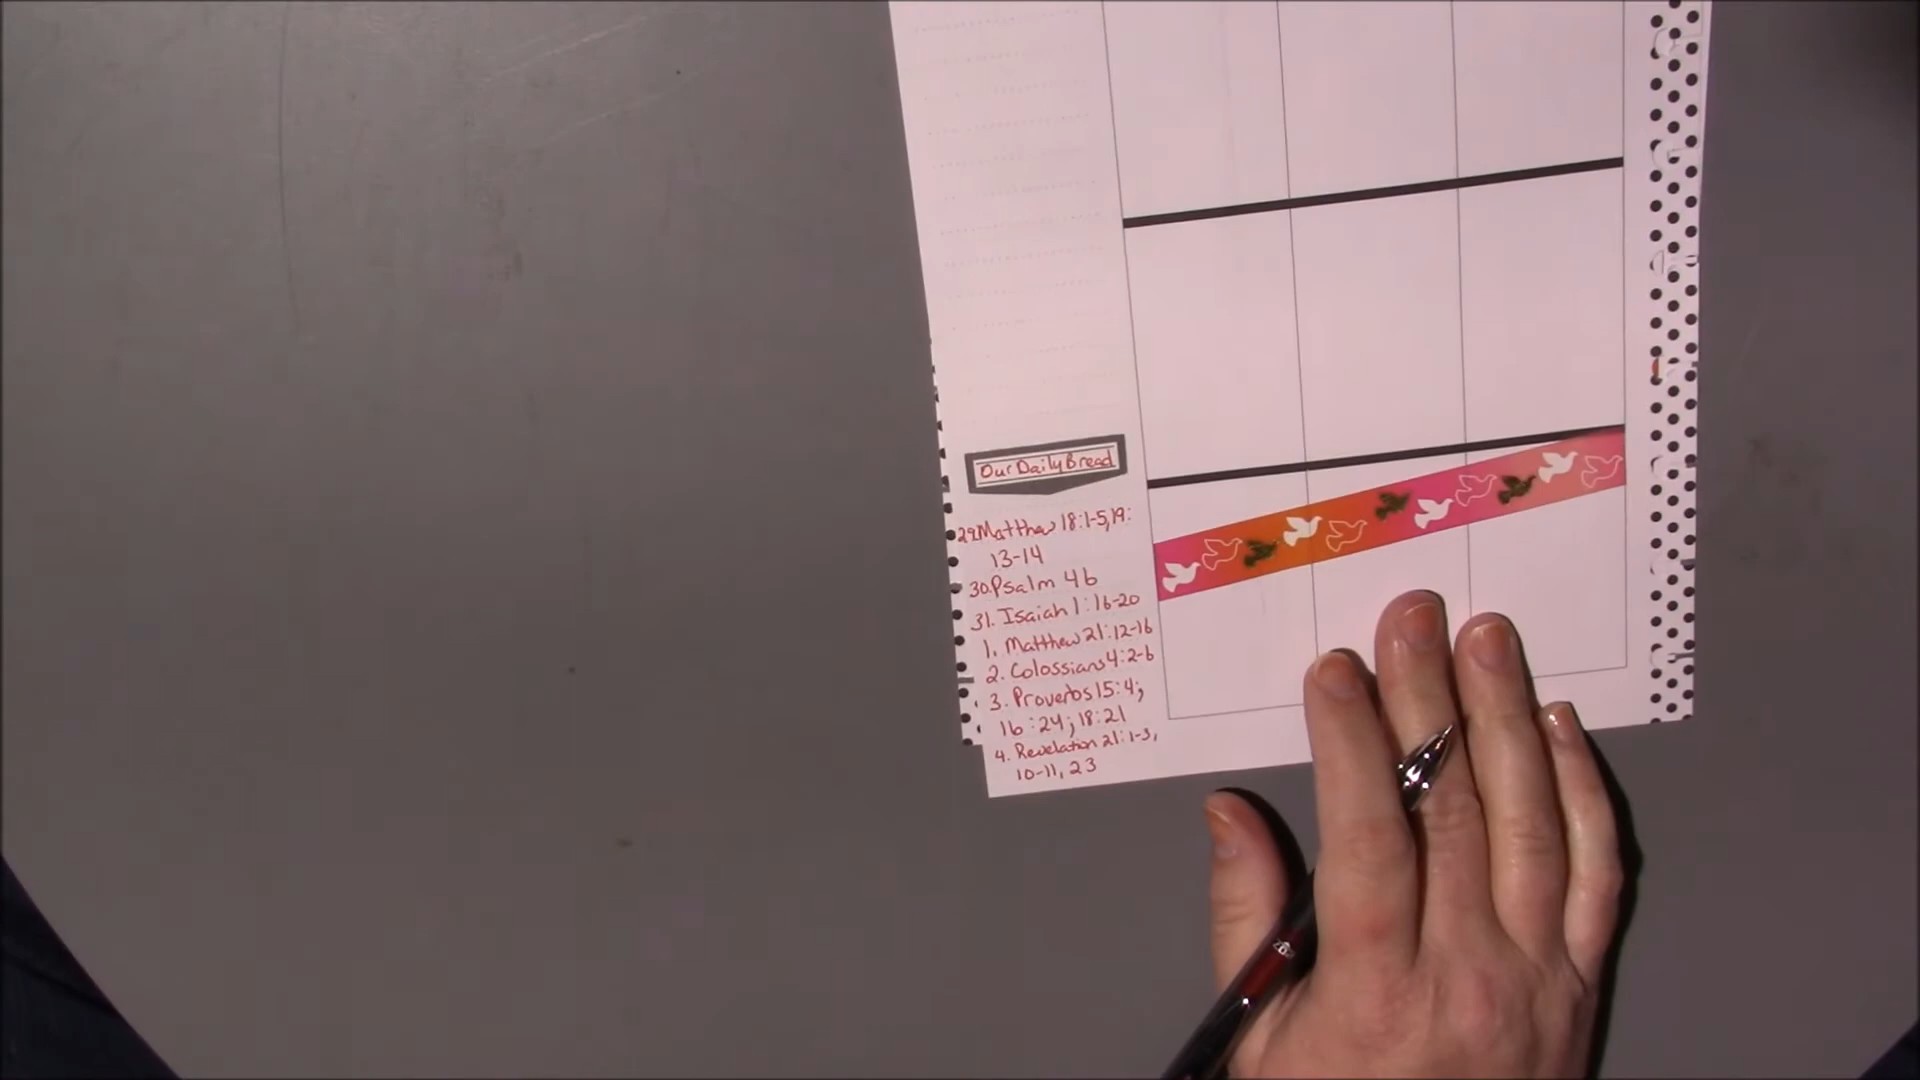 Our Daily Bread
29. Matthew 18:1-5, 19:
13-14
30. Psalm 46
31. Isaiah 1:16-20
1. Matthew 21:12-16
2. Colossians 4:2-6
3. Proverbs 15:4;
16:24; 18:21
4. Revelation 21:1-3,
10-11, 23